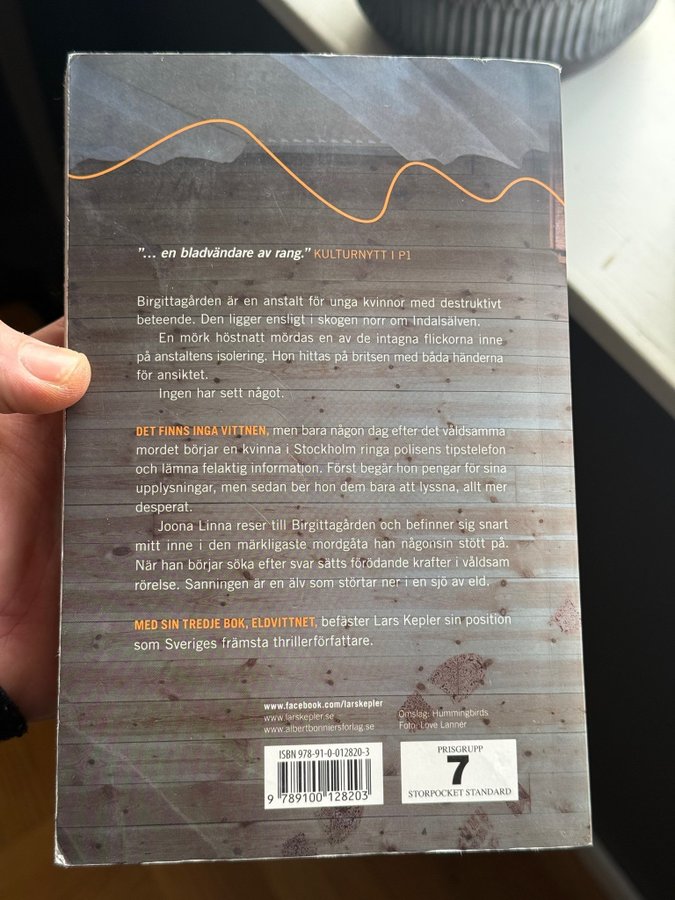 ”... en bladvändare av rang.” KULTURNYTT I P1
Birgittagården är en anstalt för unga kvinnor med destruktivt
beteende. Den ligger ensligt i skogen norr om Indalsälven.
En mörk höstnatt mördas en av de intagna flickorna inne
på anstaltens isolering. Hon hittas på britsen med båda händerna
för ansiktet.
Ingen har sett något.
DET FINNS INGA VITTNEN, men bara någon dag efter det våldsamma
mordet börjar en kvinna i Stockholm ringa polisens tipstelefon
och lämna felaktig information. Först begär hon pengar för sina
upplysningar, men sedan ber hon dem bara att lyssna, allt mer
desperat.
Joona Linna reser till Birgittagården och befinner sig snart
mitt inne i den märkligaste mordgåta han någonsin stött på.
När han börjar söka efter svar sätts förödande krafter i våldsam
rörelse. Sanningen är en älv som störtar ner i en sjö av eld.
MED SIN TREDJE BOK, ELDVITTNET, befäster Lars Kepler sin position
som Sveriges främsta thrillerförfattare.
www.facebook.com/larskepler
www.larskepler.se
www.albertbonniersforlag.se
Omslag: Hummingbirds
Foto: Love Lanner
ISBN 978-91-0-012820-3
9 789100 128203
PRISGRUPP
7
STORPOCKET STANDARD